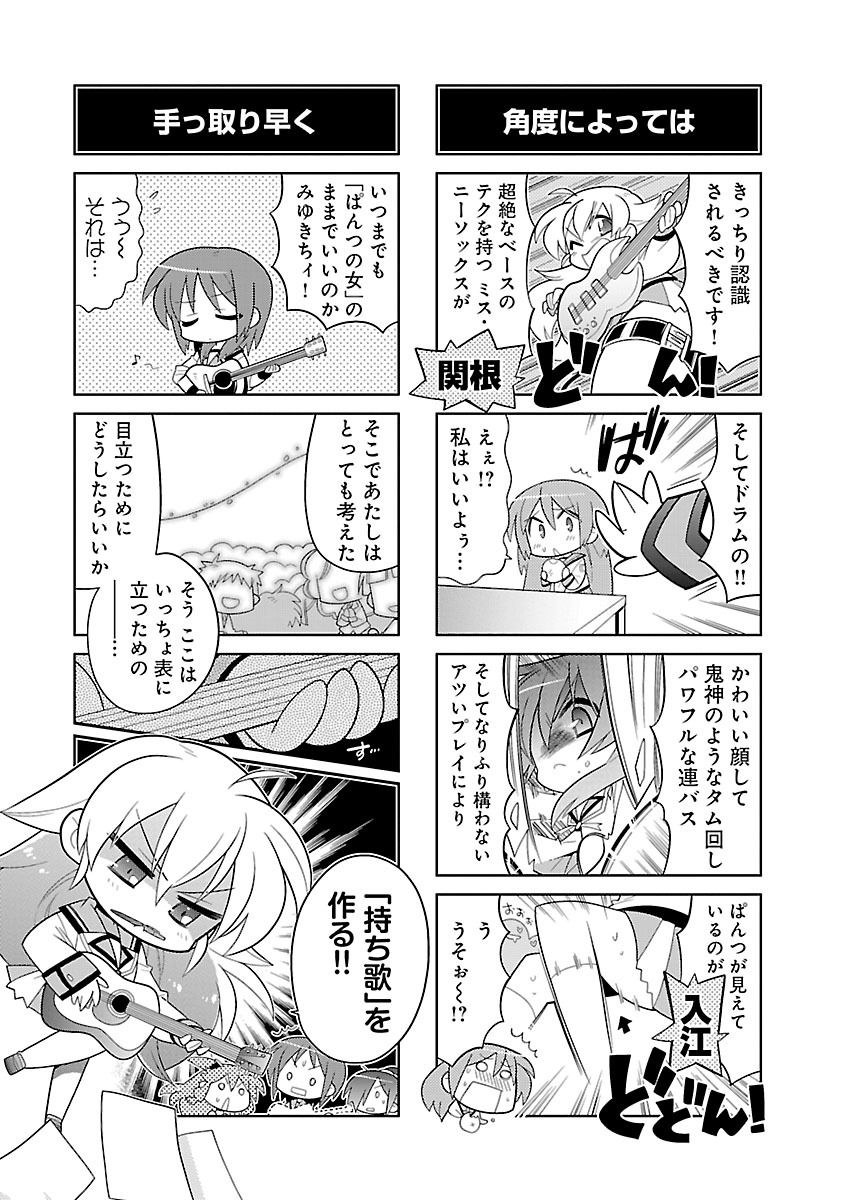 角度によっては
きっちり認識
されるべきです!
超絶なベースの
テクを持つ ミス・
ニーソックスが
関根
どん!
そしてドラムの!!
ば
えぇ!?
私はいいよぅ…
かわいい顔して
鬼神のようなタム回し
パワフルな連バス
そしてなりふり構わない
アツいプレイにより
ぱんつが見えて
いるのが
入江
どどん!
おぉぉ
う
うそぉ〜!?
手っ取り早く
いつまでも
「ぱんつの女」の
ままでいいのか
みゆきちィ!
うう〜
それは…
そこであたしは
とっても考えた
目立つために
どうしたらいいか
そう ここは
いっちょ表に
立つための
――…
す…
「持ち歌」を
作る!!